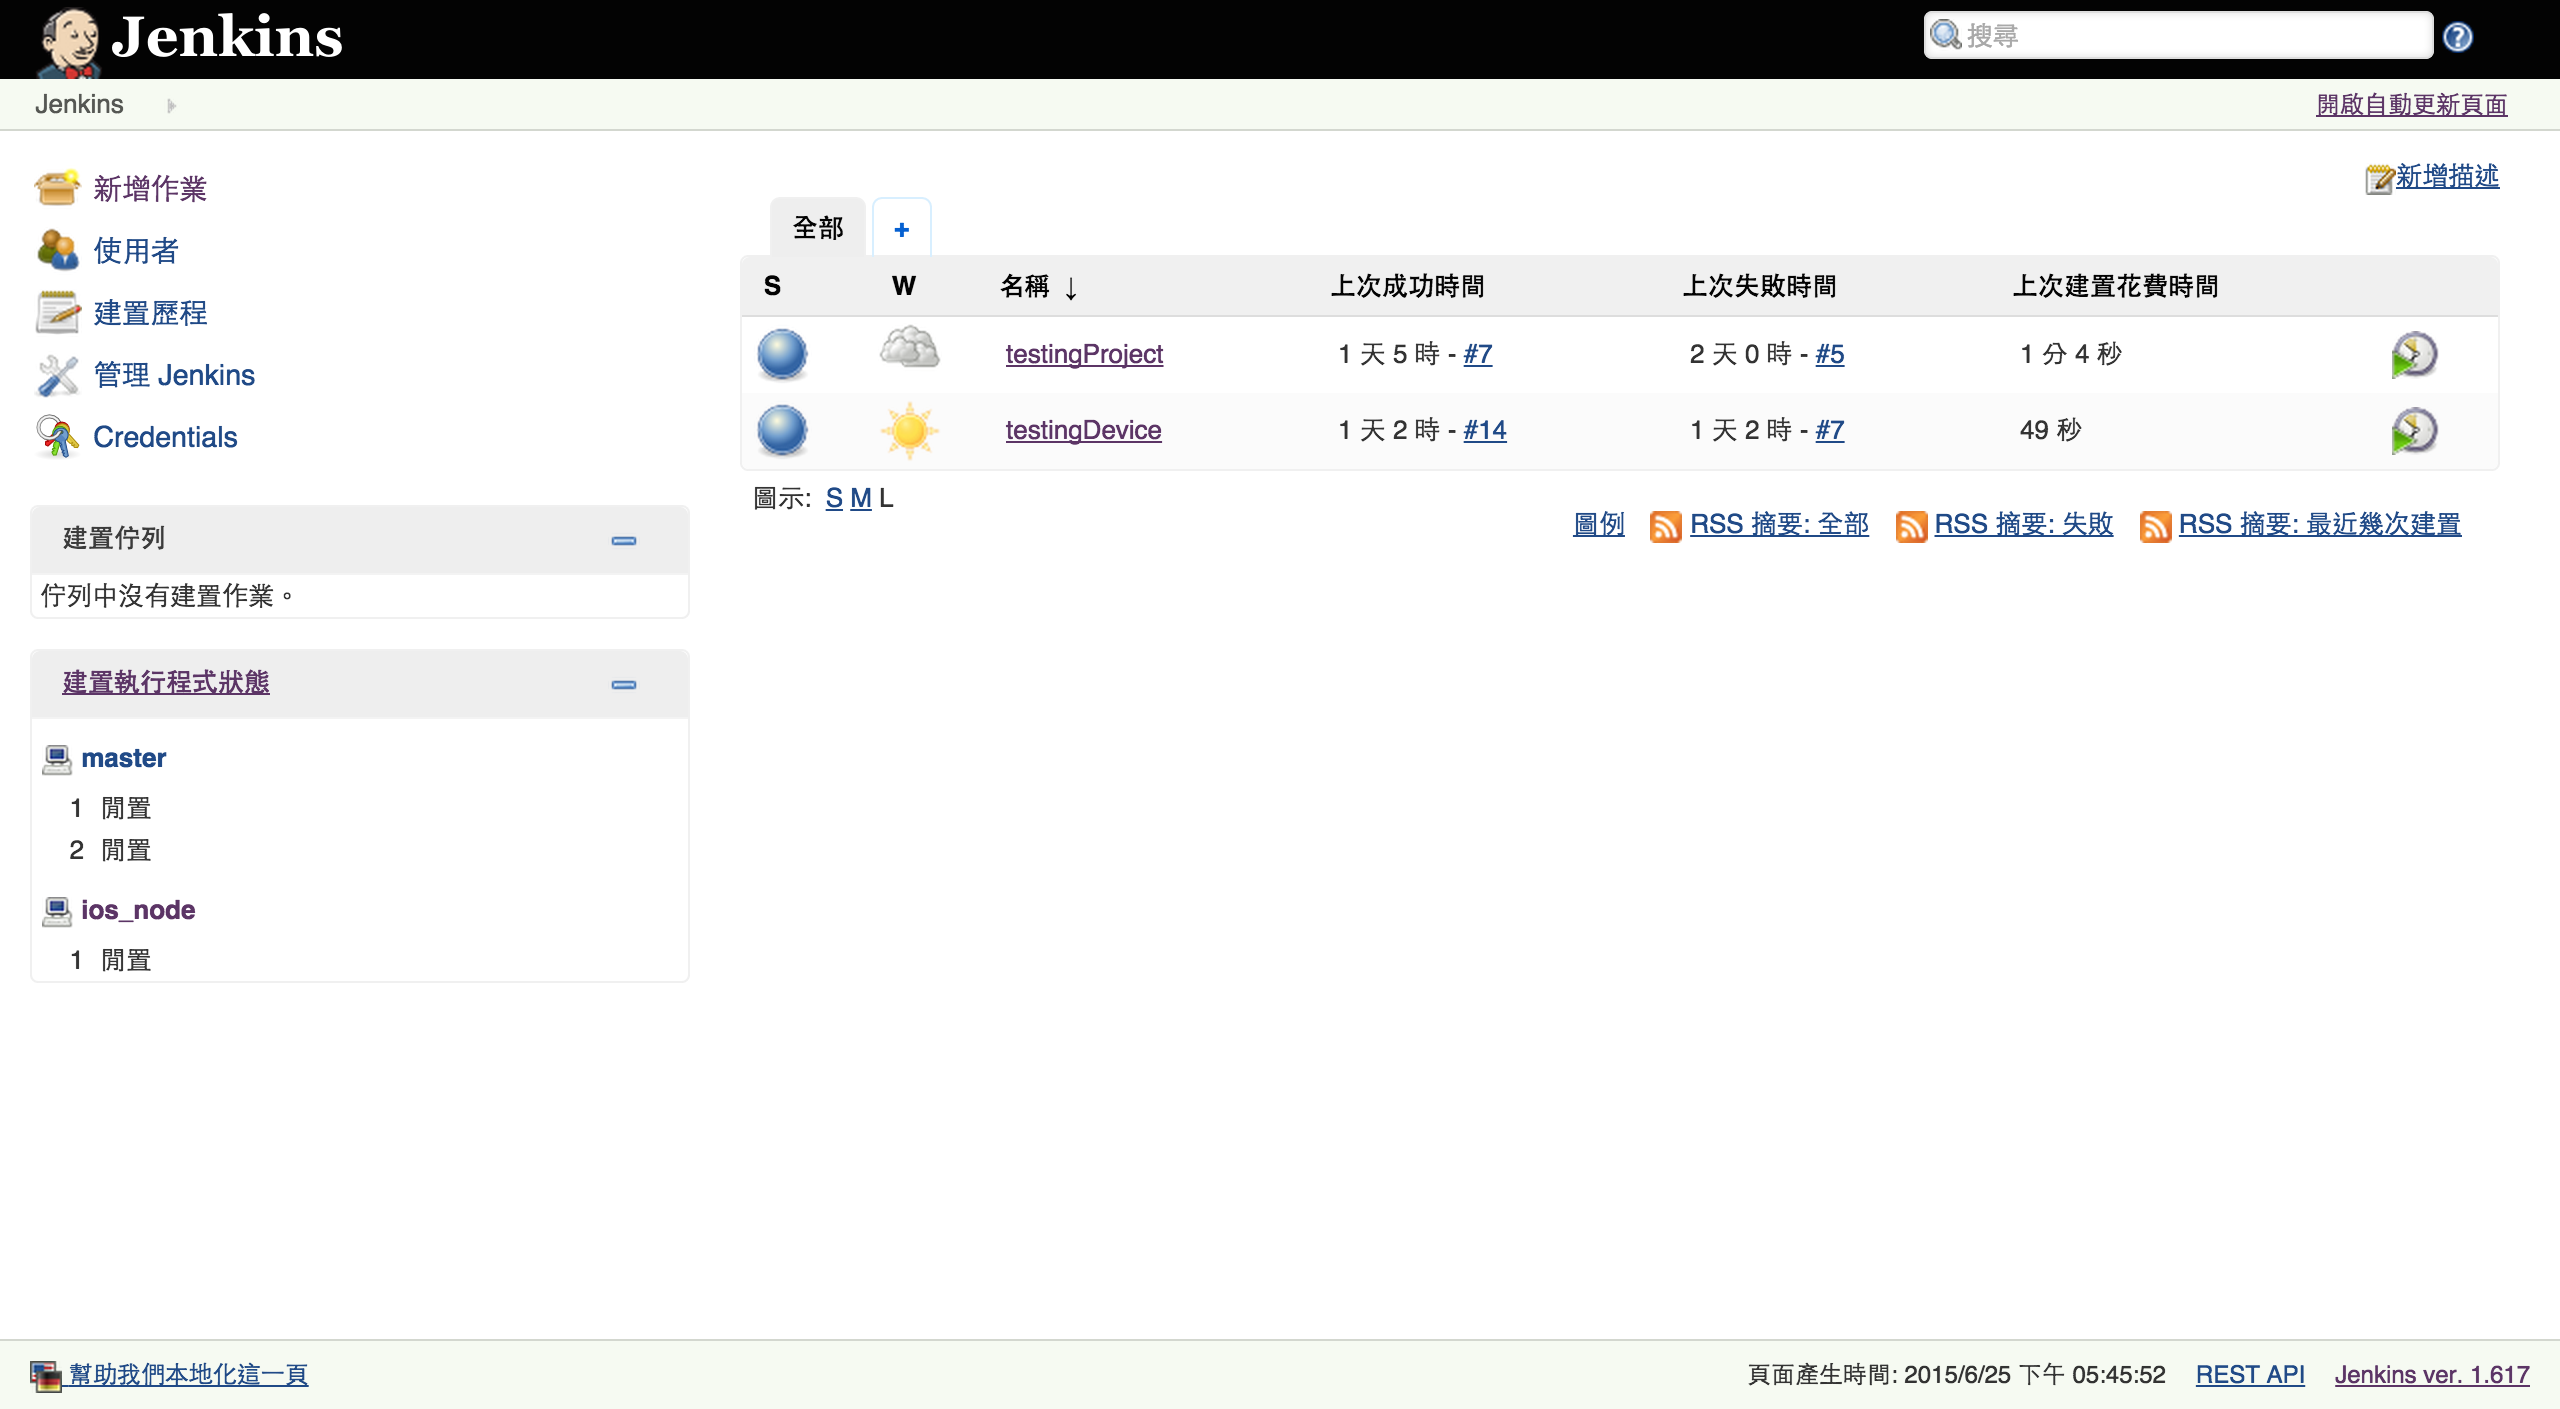 Jenkins
搜尋
Jenkins
開啟自動更新頁面
新增作業
使用者
建置歷程
管理 Jenkins
Credentials
建置佇列
佇列中沒有建置作業。
建置執行程式狀態
master
1 閒置
2 閒置
ios_node
1 閒置
新增描述
全部 +
S W 名稱 ↓ 上次成功時間 上次失敗時間 上次建置花費時間
testingProject 1 天 5 時 - #7 2 天 0 時 - #5 1 分 4 秒
testingDevice 1 天 2 時 - #14 1 天 2 時 - #7 49 秒
圖示: S M L
圖例 RSS 摘要: 全部 RSS 摘要: 失敗 RSS 摘要: 最近幾次建置
幫助我們本地化這一頁 頁面產生時間: 2015/6/25 下午 05:45:52 REST API Jenkins ver. 1.617